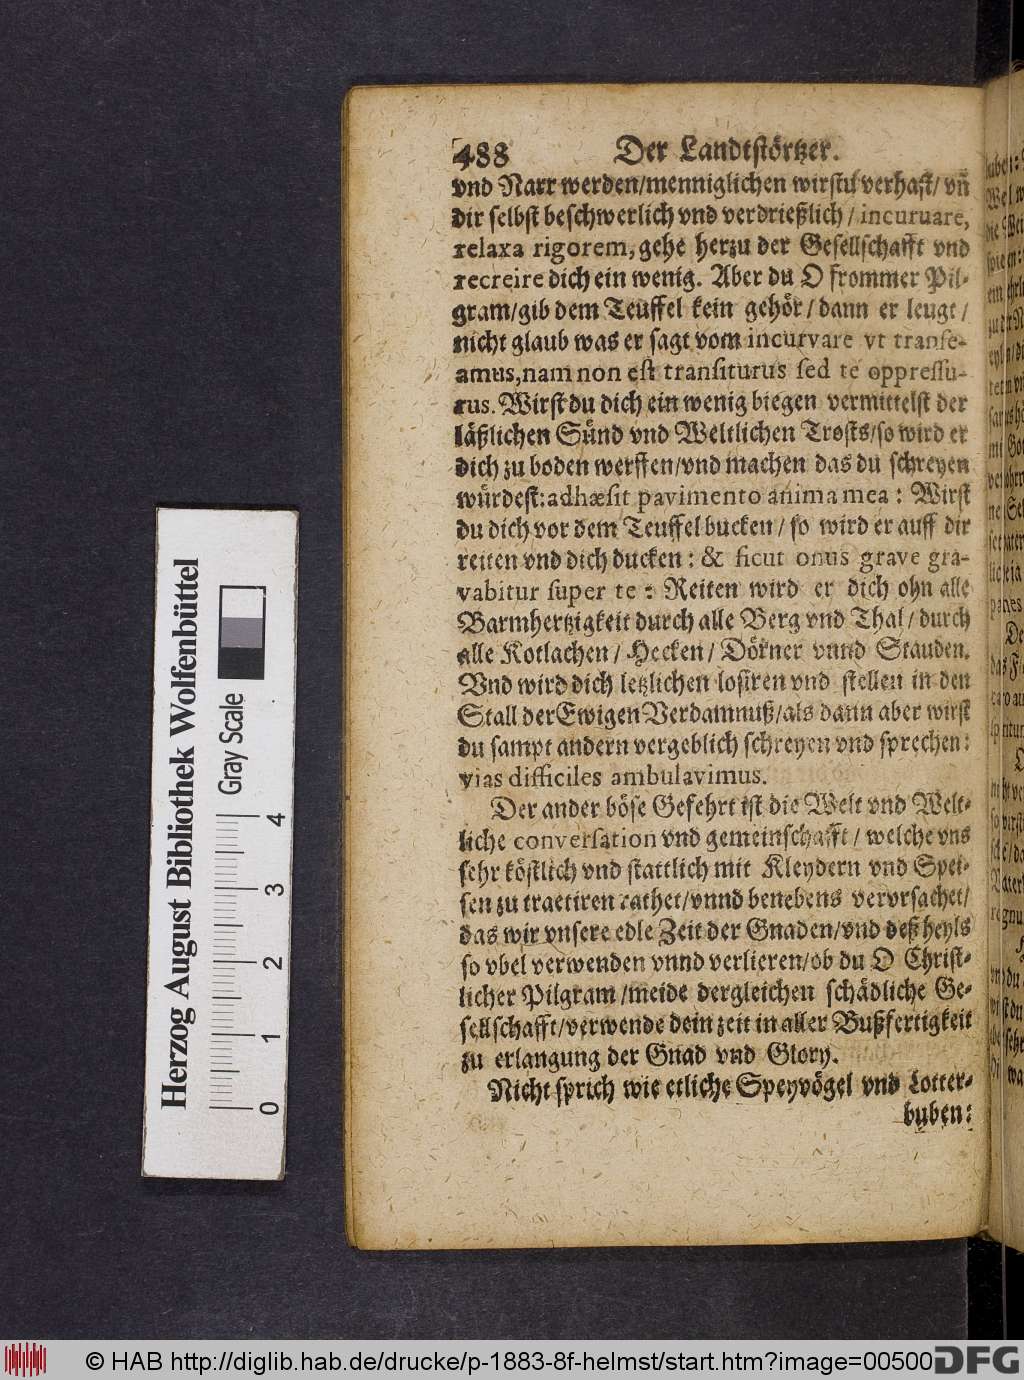 488 Der Landtstörtzer.
vnd Narr werden/menniglichen wirstu verhast/ vn̄
dir selbst beschwerlich vnd verdrießlich / incuruare,
relaxa rigorem, gehe herzu der Gesellschafft vnd
recreire dich ein wenig. Aber du O frommer Pil-
gram/gib dem Teuffel kein gehör/ dann er leugt /
nicht glaub was er sagt vom incurvare vt transe-
amus, nam non est transiturus sed te oppressu-
rus. Wirst du dich ein wenig biegen vermittelst der
läßlichen Sünd vnd Weltlichen Trosts/so wird er
dich zu boden werffen/vnd machen das du schreyen
würdest: adhæsit pavimento anima mea : Wirst
du dich vor dem Teuffel bucken / so wird er auff dir
reiten vnd dich ducken : & sicut onus grave gra-
vabitur super te : Reiten wird er dich ohn alle
Barmhertzigkeit durch alle Berg vnd Thal / durch
alle Kotlachen / Hecken / Dörner vnnd Stauden.
Vnd wird dich letzlichen losiren vnd stellen in den
Stall der Ewigen Verdamnuß/als dann aber wirst
du sampt andern vergeblich schreyen vnd sprechen:
vias difficiles ambulavimus.
Der ander böse Gefehrt ist die Welt vnd Welt-
liche conversation vnd gemeinschafft / welche vns
sehr köstlich vnd stattlich mit Kleydern vnd Spei-
sen zu tractiren rathet/vnnd benebens vervrsachet/
das wir vnsere edle Zeit der Gnaden/vnd deß heyls
so vbel verwenden vnnd verlieren/ob du O Christ-
licher Pilgram /meide dergleichen schädliche Ge-
sellschafft/verwende dein zeit in aller Bußfertigkeit
zu erlangung der Gnad vnd Glory.
Nicht sprich wie etliche Speyvögel vnd Lotter-
buben:
Herzog August Bibliothek Wolfenbüttel
Gray Scale
0 1 2 3 4
© HAB http://diglib.hab.de/drucke/p-1883-8f-helmst/start.htm?image=00500
DFG